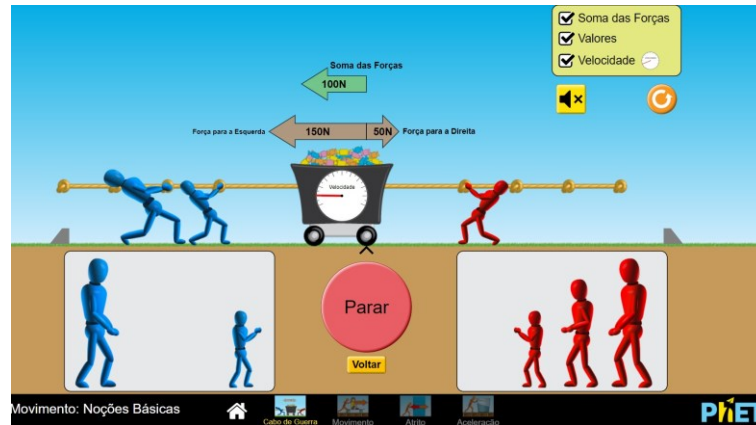 Soma das Forças
Valores
Velocidade
Soma das Forças
100N
Força para a Esquerda
150N
50N
Força para a Direita
Velocidade
Parar
Voltar
Movimento: Noções Básicas
Cabo de Guerra
Movimento
Atrito
Aceleração
PhET